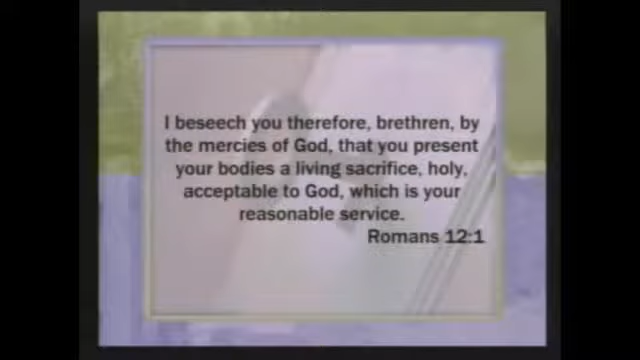 I beseech you therefore, brethren, by
the mercies of God, that you present
your bodies a living sacrifice, holy,
acceptable to God, which is your
reasonable service.
Romans 12:1